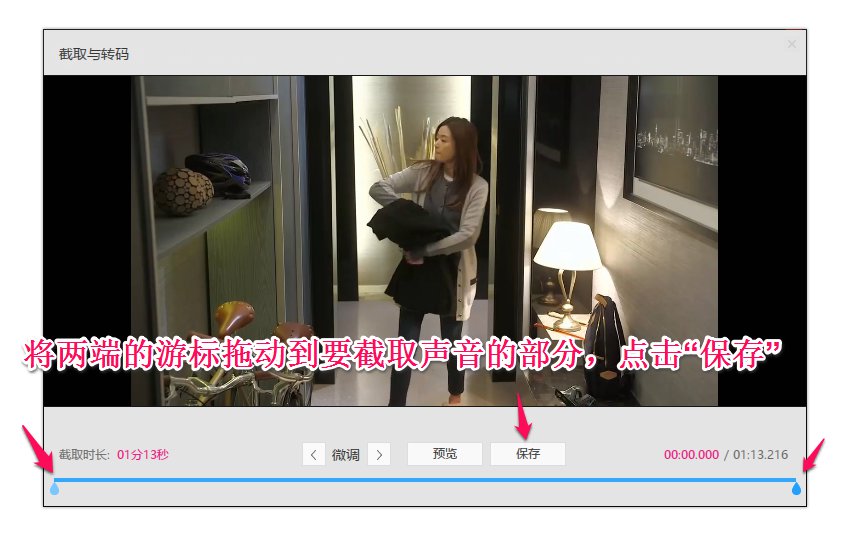 截取与转码
将两端的游标拖动到要截取声音的部分，点击“保存”
截取时长: 01分13秒 微调 预览 保存 00:00.000 / 01:13.216